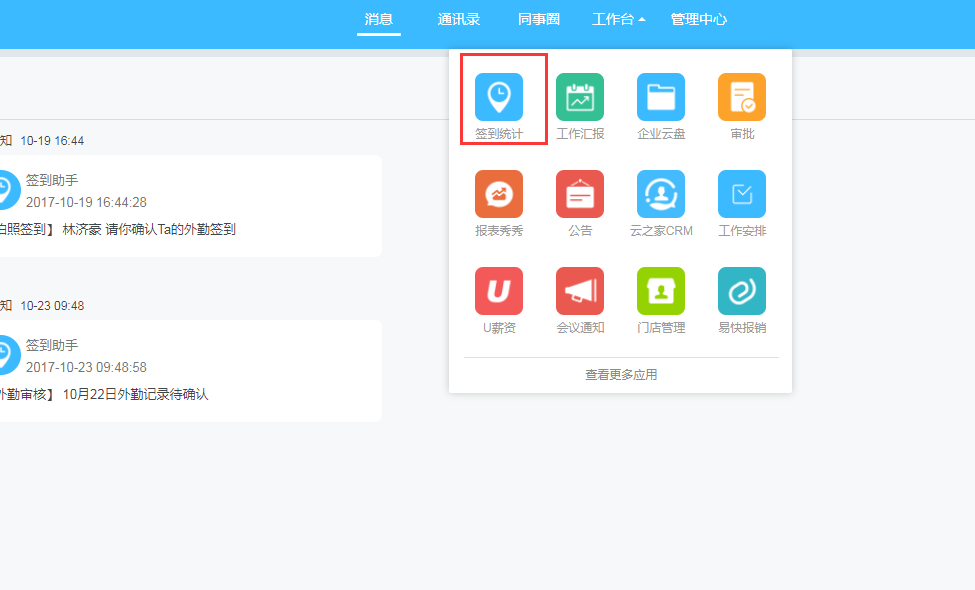 消息 通讯录 同事圈 工作台 管理中心
签到统计 工作汇报 企业云盘 审批
报表秀秀 公告 云之家CRM 工作安排
U薪资 会议通知 门店管理 易快报销
查看更多应用
知 10-19 16:44
签到助手
2017-10-19 16:44:28
拍照签到】 林济豪 请你确认Ta的外勤签到
知 10-23 09:48
签到助手
2017-10-23 09:48:58
外勤审核】 10月22日外勤记录待确认